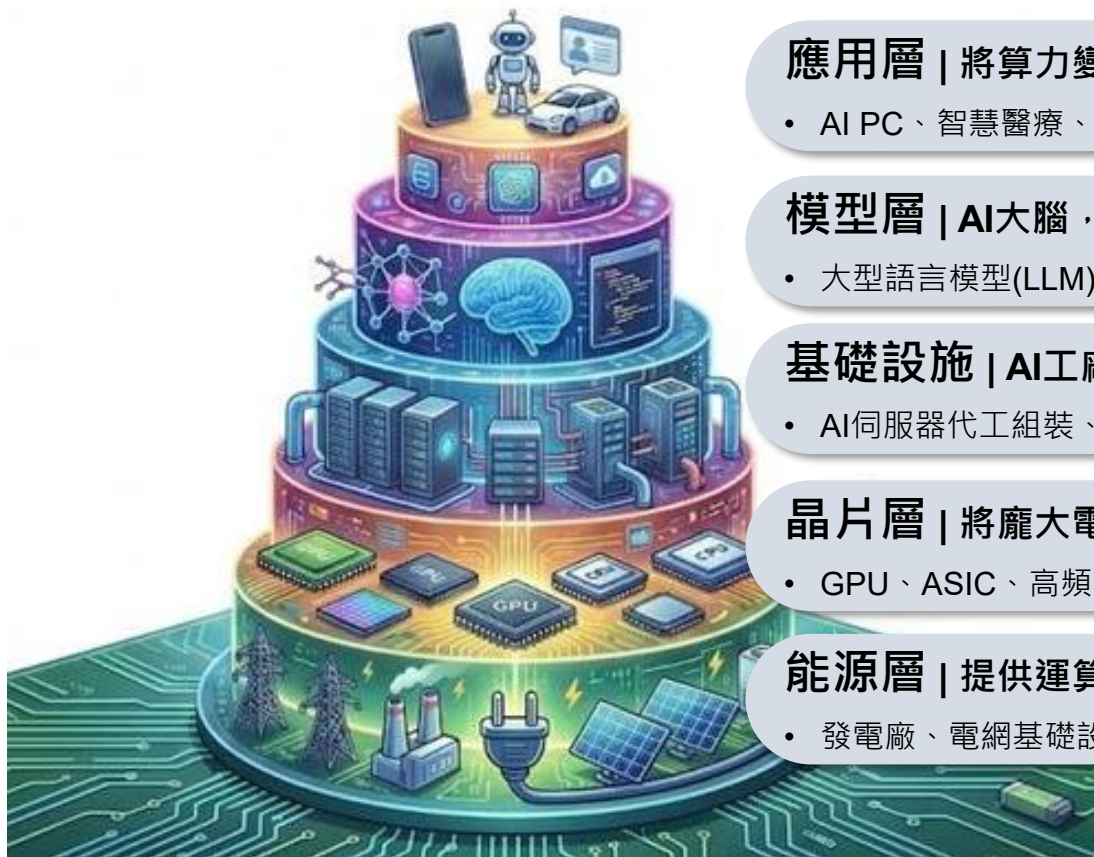 應用層 | 將算力變
• AI PC、智慧醫療、
模型層 | AI大腦，
• 大型語言模型(LLM)
基礎設施 | AI工廠
• AI伺服器代工組裝、
晶片層 | 將龐大電
• GPU、ASIC、高頻
能源層 | 提供運算
• 發電廠、電網基礎設
GPU
CPU